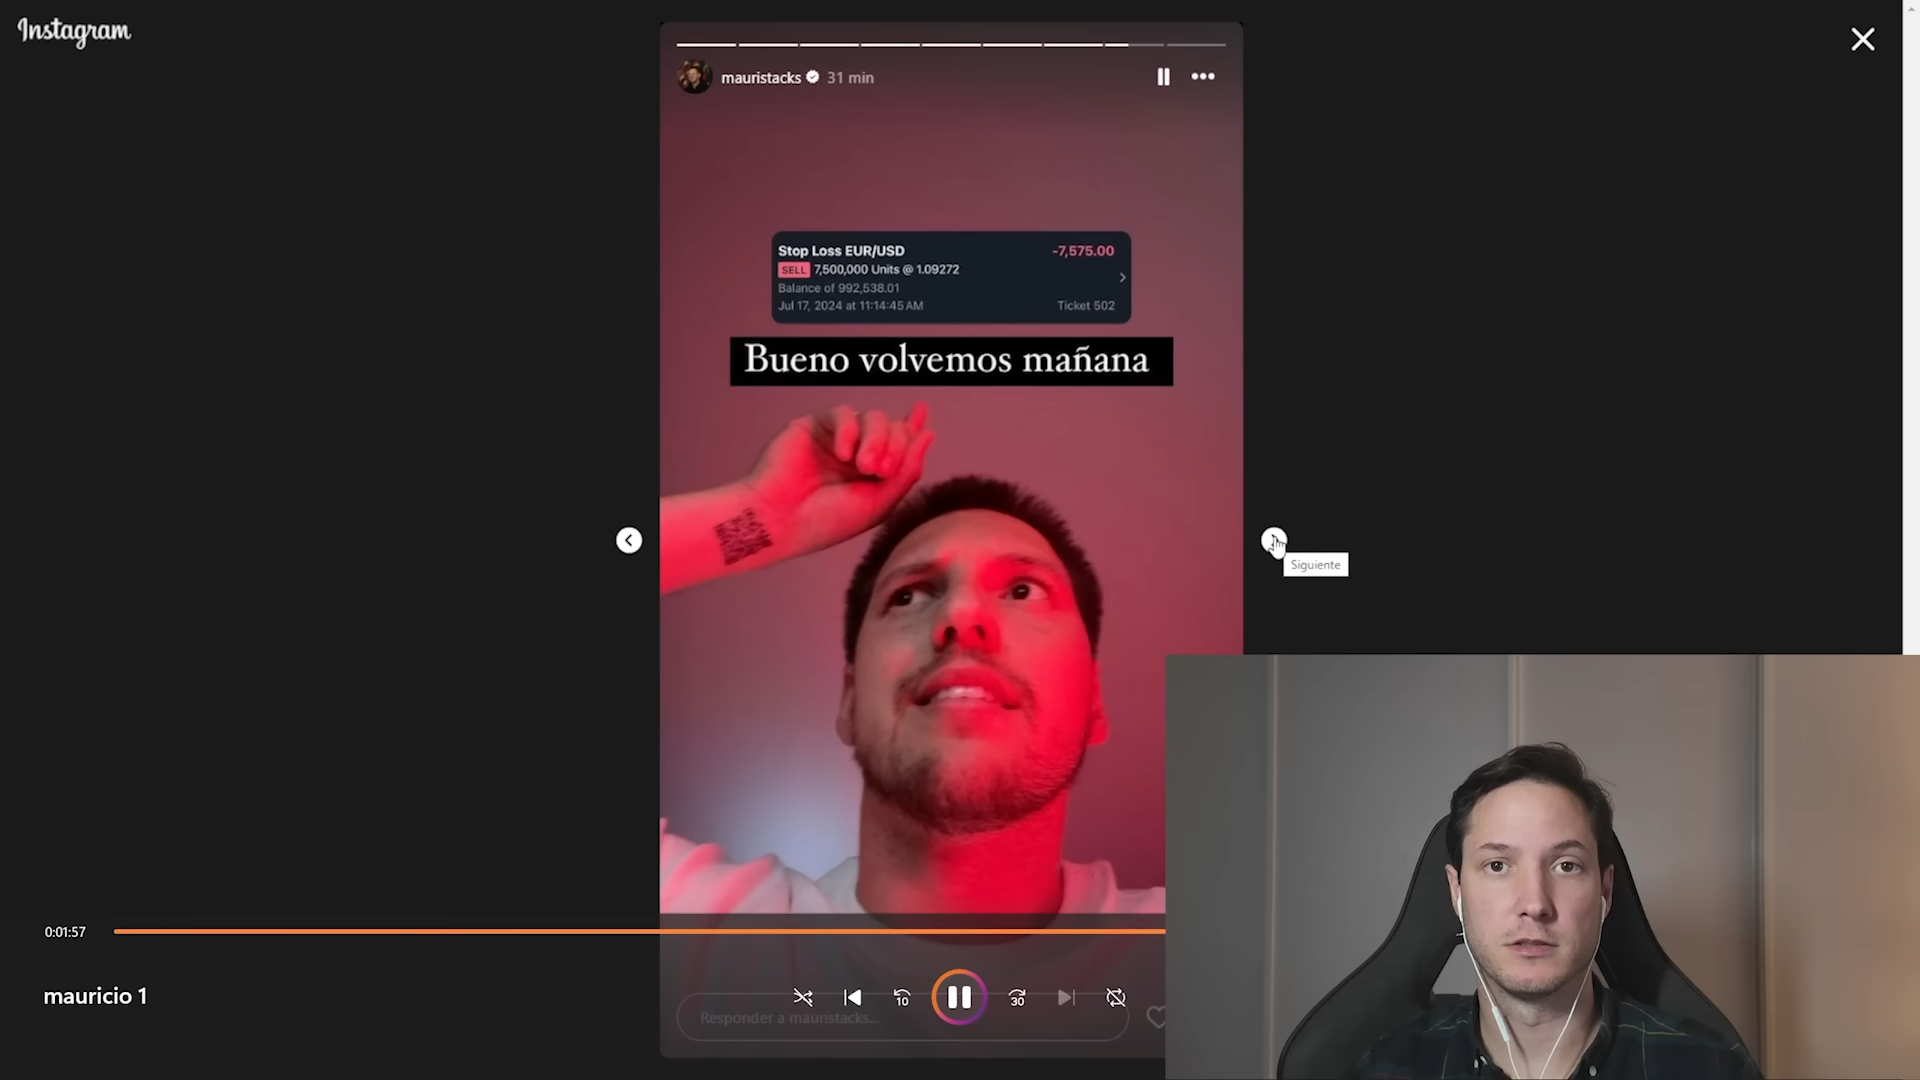 Instagram
mauristacks 31 min
Stop Loss EUR/USD -7,575.00
SELL 7,500,000 Units @ 1.09272
Balance of 992,538.01
Jul 17, 2024 at 11:14:45 AM Ticket 502
Bueno volvemos mañana
Siguiente
0:01:57
mauricio 1
10
30
Responder a mauristacks...